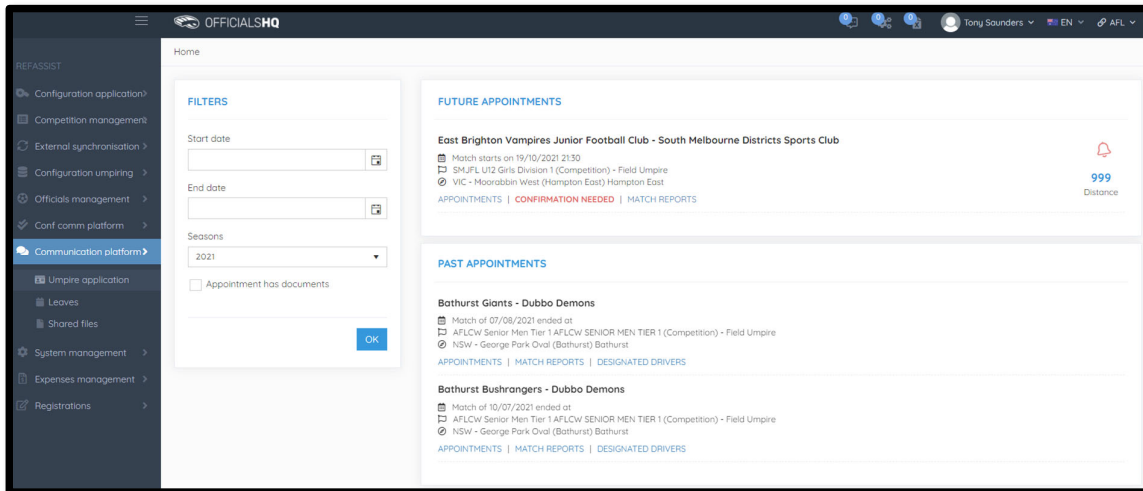 OFFICIALSHQ
0
0
0
Tony Saunders
EN
AFL
REFASSIST
Configuration application
Competition management
External synchronisation
Configuration umpiring
Officials management
Conf comm platform
Communication platform
Umpire application
Leaves
Shared files
System management
Expenses management
Registrations
Home
FILTERS
Start date
End date
Seasons
2021
Appointment has documents
OK
FUTURE APPOINTMENTS
East Brighton Vampires Junior Football Club - South Melbourne Districts Sports Club
Match starts on 19/10/2021 21:30
SMJFL U12 Girls Division 1 (Competition) - Field Umpire
VIC - Moorabbin West (Hampton East) Hampton East
APPOINTMENTS | CONFIRMATION NEEDED | MATCH REPORTS
999
Distance
PAST APPOINTMENTS
Bathurst Giants - Dubbo Demons
Match of 07/08/2021 ended at
AFLCW Senior Men Tier 1 AFLCW SENIOR MEN TIER 1 (Competition) - Field Umpire
NSW - George Park Oval (Bathurst) Bathurst
APPOINTMENTS | MATCH REPORTS | DESIGNATED DRIVERS
Bathurst Bushrangers - Dubbo Demons
Match of 10/07/2021 ended at
AFLCW Senior Men Tier 1 AFLCW SENIOR MEN TIER 1 (Competition) - Field Umpire
NSW - George Park Oval (Bathurst) Bathurst
APPOINTMENTS | MATCH REPORTS | DESIGNATED DRIVERS